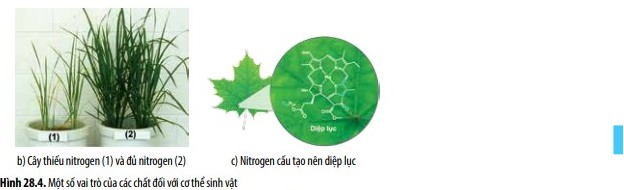 (1)
(2)
Diệp lục
b) Cây thiếu nitrogen (1) và đủ nitrogen (2)
c) Nitrogen cấu tạo nên diệp lục
Hình 28.4. Một số vai trò của các chất đối với cơ thể sinh vật